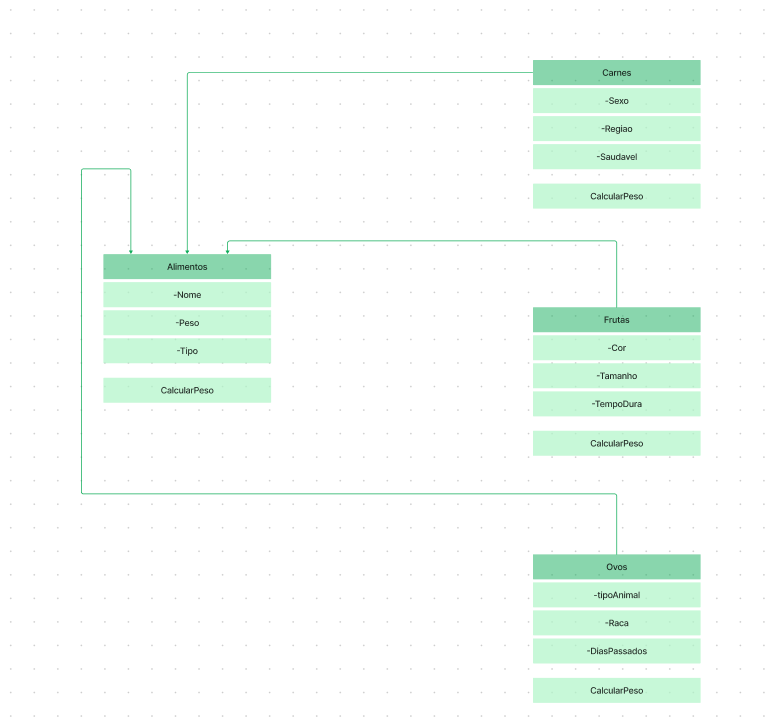 Carnes
-Sexo
-Regiao
-Saudavel
CalcularPeso
Alimentos
-Nome
-Peso
-Tipo
CalcularPeso
Frutas
-Cor
-Tamanho
-TempoDura
CalcularPeso
Ovos
-tipoAnimal
-Raca
-DiasPassados
CalcularPeso